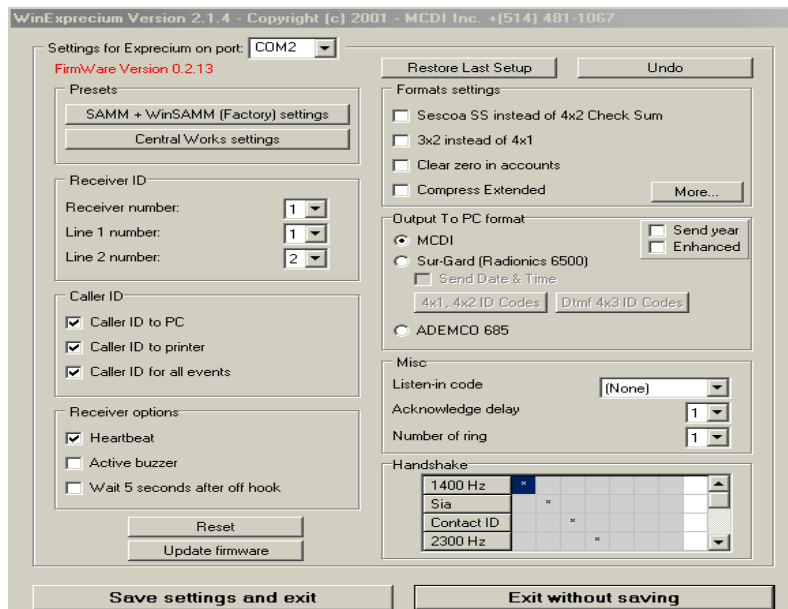 WinExprecium Version 2.1.4 - Copyright (c) 2001 - MCDI Inc. +(514) 481-1067
Settings for Exprecium on port: COM2
FirmWare Version 0.2.13
Restore Last Setup
Undo
Presets
SAMM + WinSAMM (Factory) settings
Central Works settings
Receiver ID
Receiver number: 1
Line 1 number: 1
Line 2 number: 2
Caller ID
Caller ID to PC
Caller ID to printer
Caller ID for all events
Receiver options
Heartbeat
Active buzzer
Wait 5 seconds after off hook
Reset
Update firmware
Formats settings
Sescoa SS instead of 4x2 Check Sum
3x2 instead of 4x1
Clear zero in accounts
Compress Extended
More...
Output To PC format
MCDI
Send year
Enhanced
Sur-Gard (Radionics 6500)
Send Date & Time
4x1, 4x2 ID Codes
Dtmf 4x3 ID Codes
ADEMCO 685
Misc
Listen-in code (None)
Acknowledge delay 1
Number of ring 1
Handshake
1400 Hz *
Sia *
Contact ID *
2300 Hz *
Save settings and exit
Exit without saving